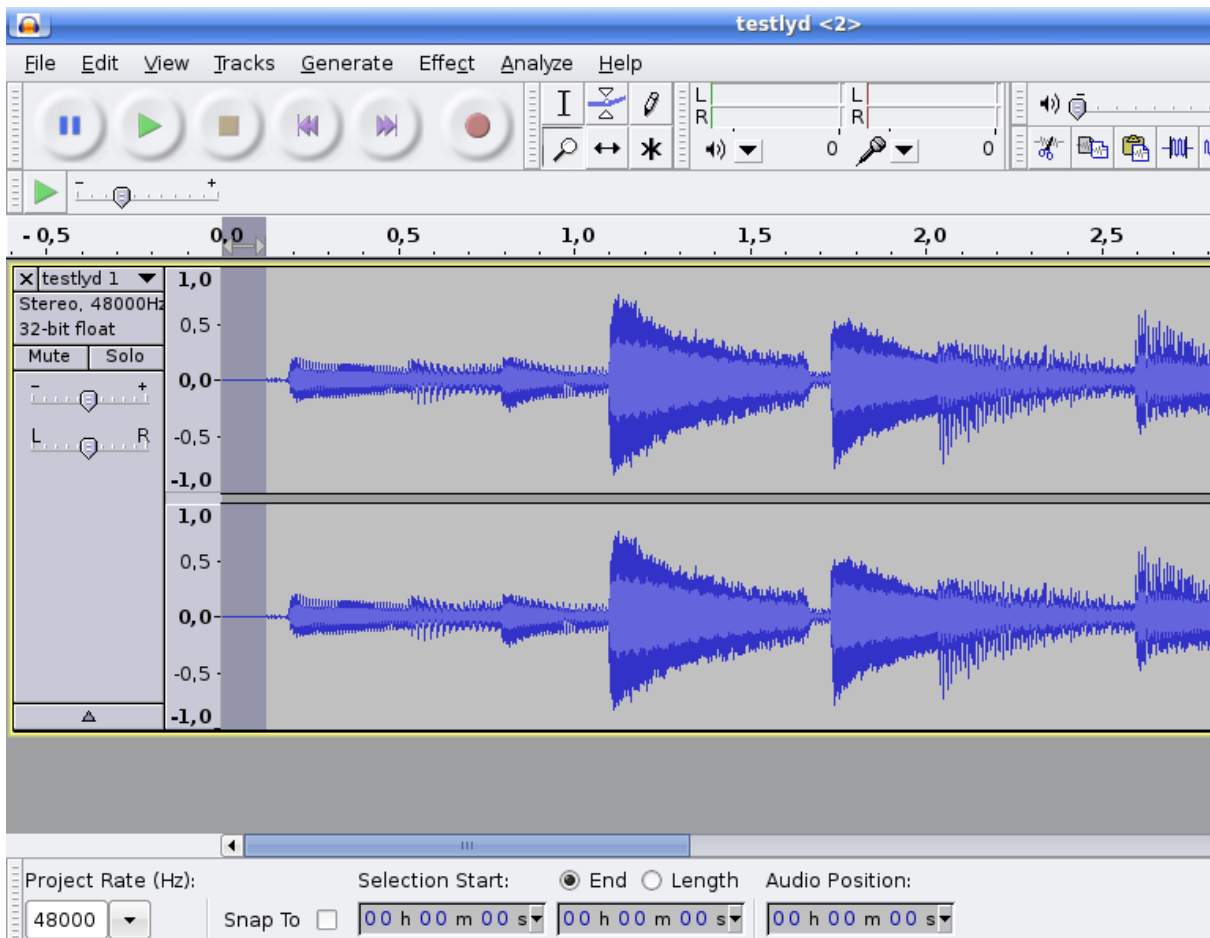 testlyd <2>
File Edit View Tracks Generate Effect Analyze Help
L L
R R
0 0
- +
- 0,5 0,0 0,5 1,0 1,5 2,0 2,5
testlyd 1
Stereo, 48000Hz
32-bit float
Mute Solo
- +
L R
1,0
0,5
0,0
-0,5
-1,0
1,0
0,5
0,0
-0,5
-1,0
Project Rate (Hz): Selection Start: End Length Audio Position:
48000 Snap To 00 h 00 m 00 s 00 h 00 m 00 s 00 h 00 m 00 s